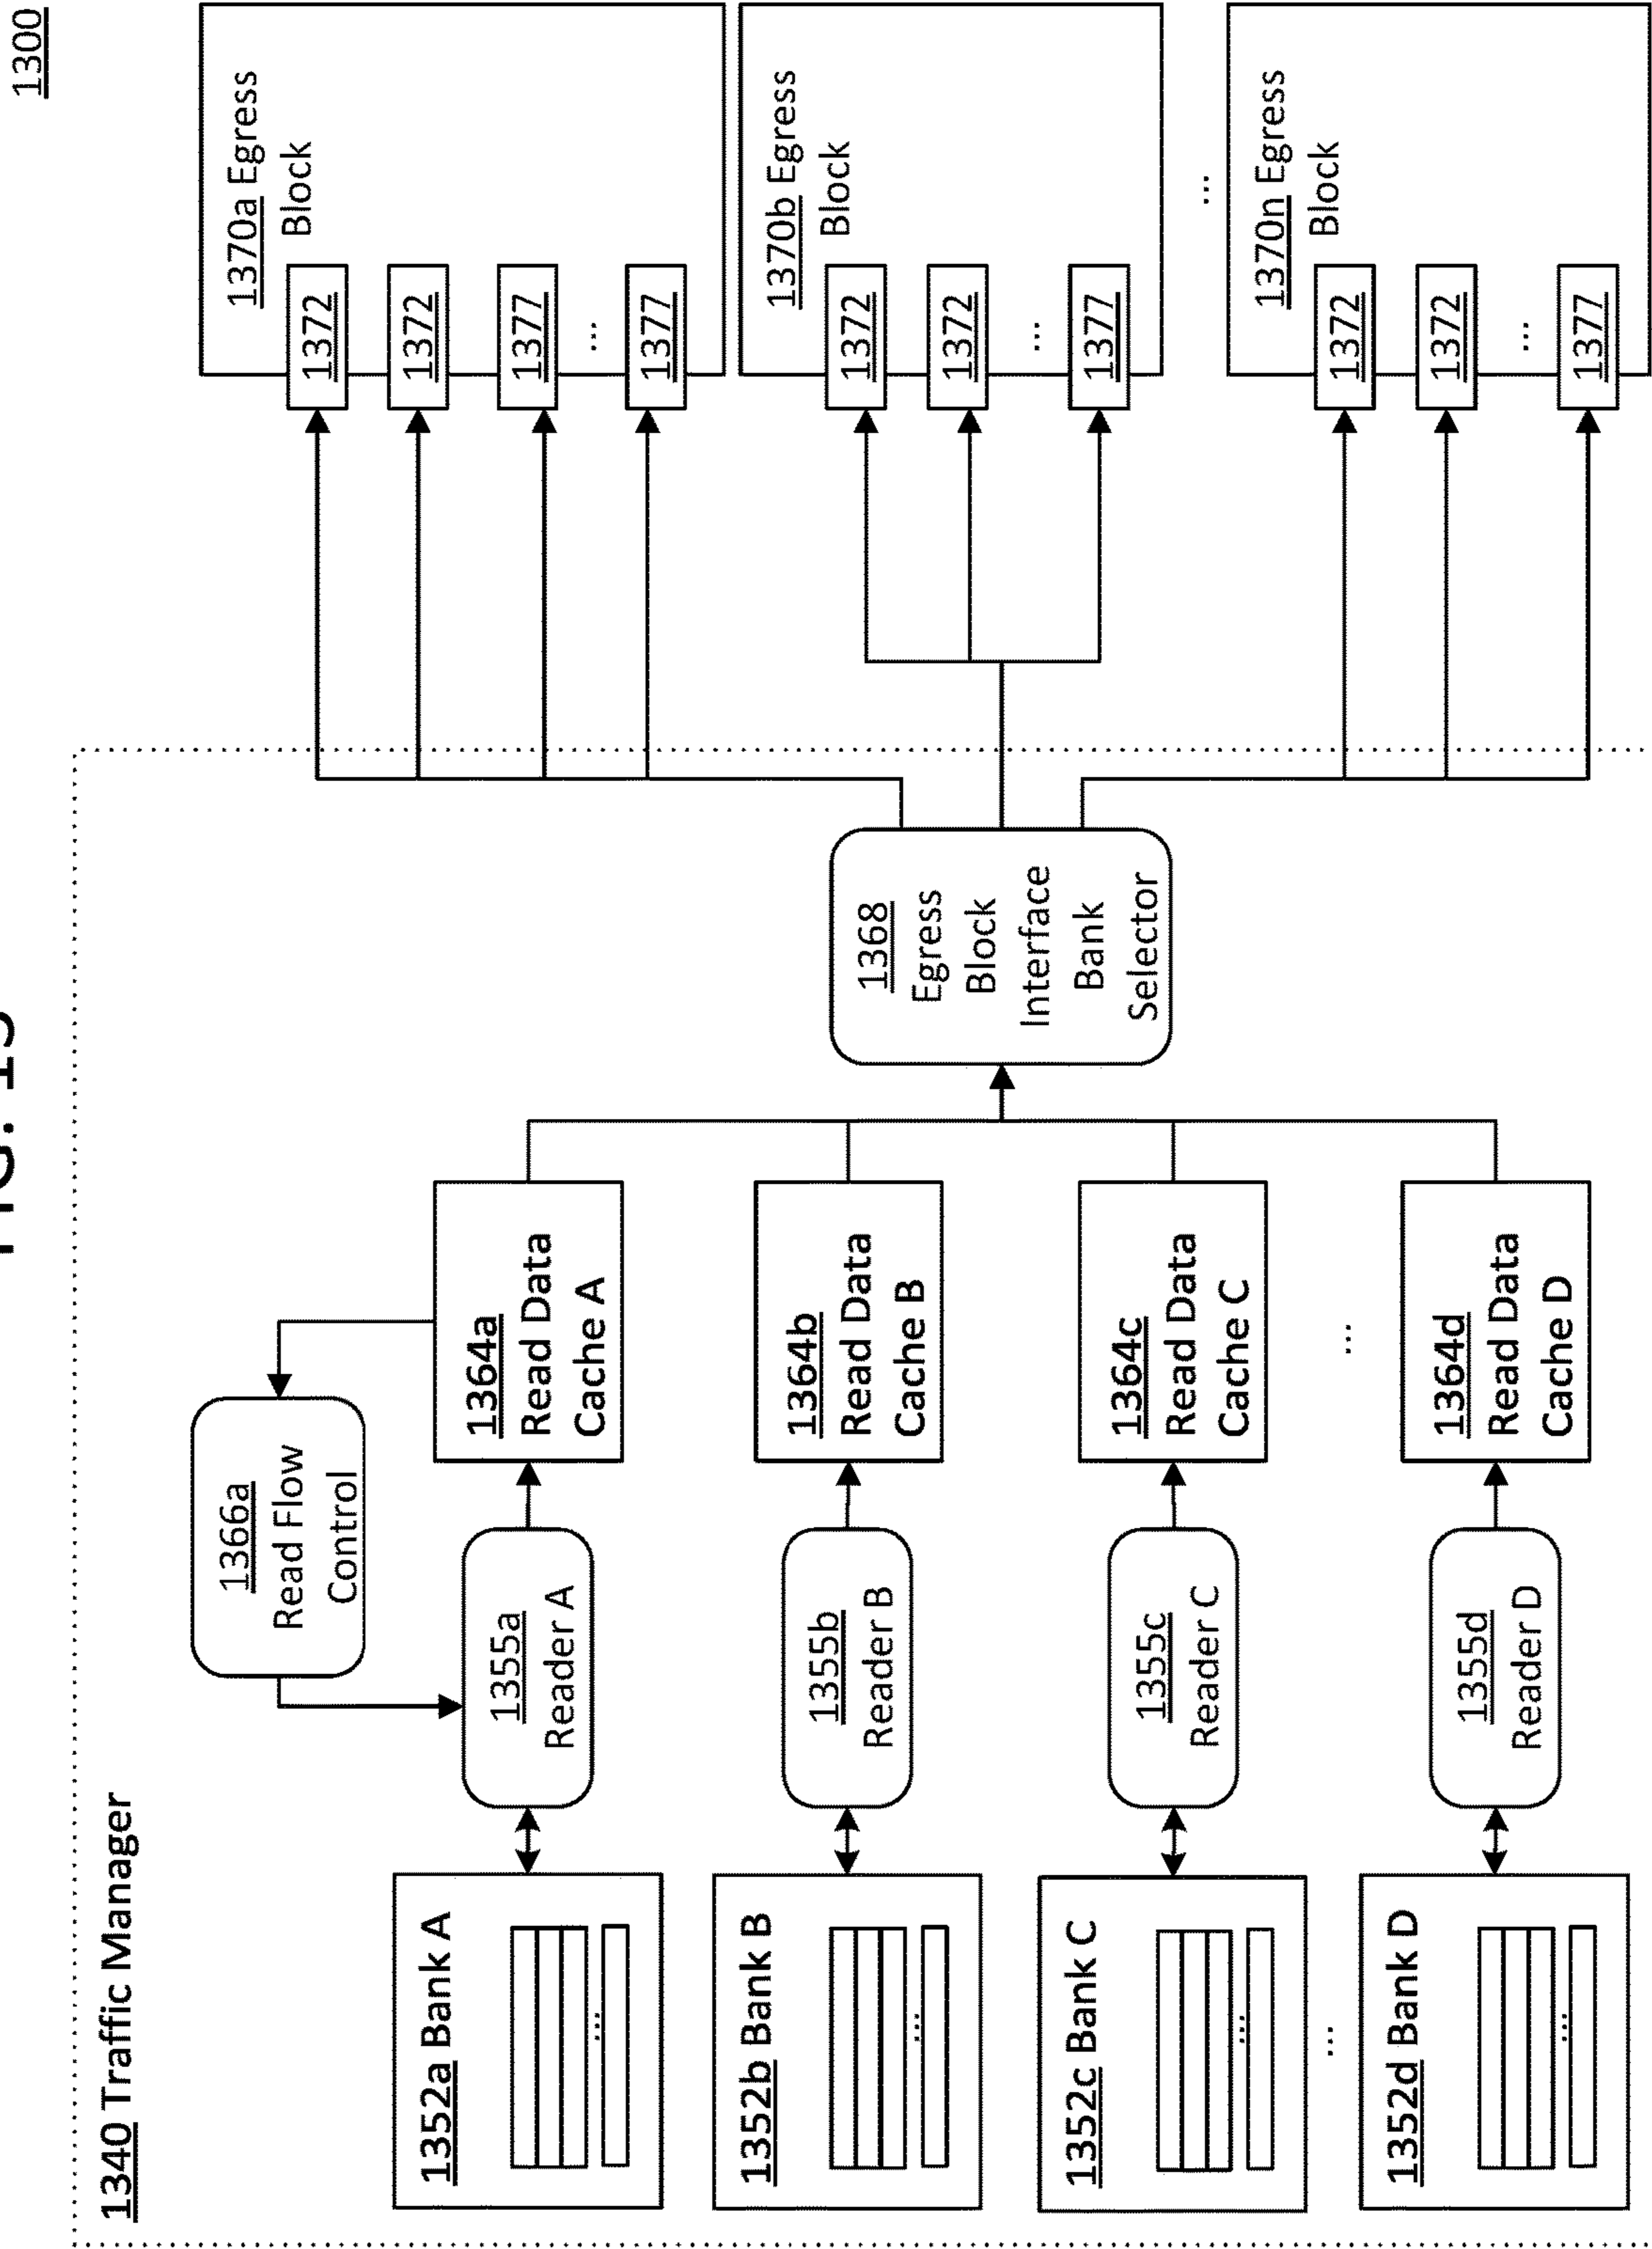 1300
1340 Traffic Manager
1366a
Read Flow
Control
1352a Bank A
...
1355a
Reader A
1364a
Read Data
Cache A
1352b Bank B
...
1355b
Reader B
1364b
Read Data
Cache B
1352c Bank C
...
1355c
Reader C
1364c
Read Data
Cache C
...
...
1352d Bank D
...
1355d
Reader D
1364d
Read Data
Cache D
1368
Egress
Block
Interface
Bank
Selector
1370a Egress
Block
1372
1372
1377
...
1377
1370b Egress
Block
1372
1372
...
1377
...
1370n Egress
Block
1372
1372
...
1377